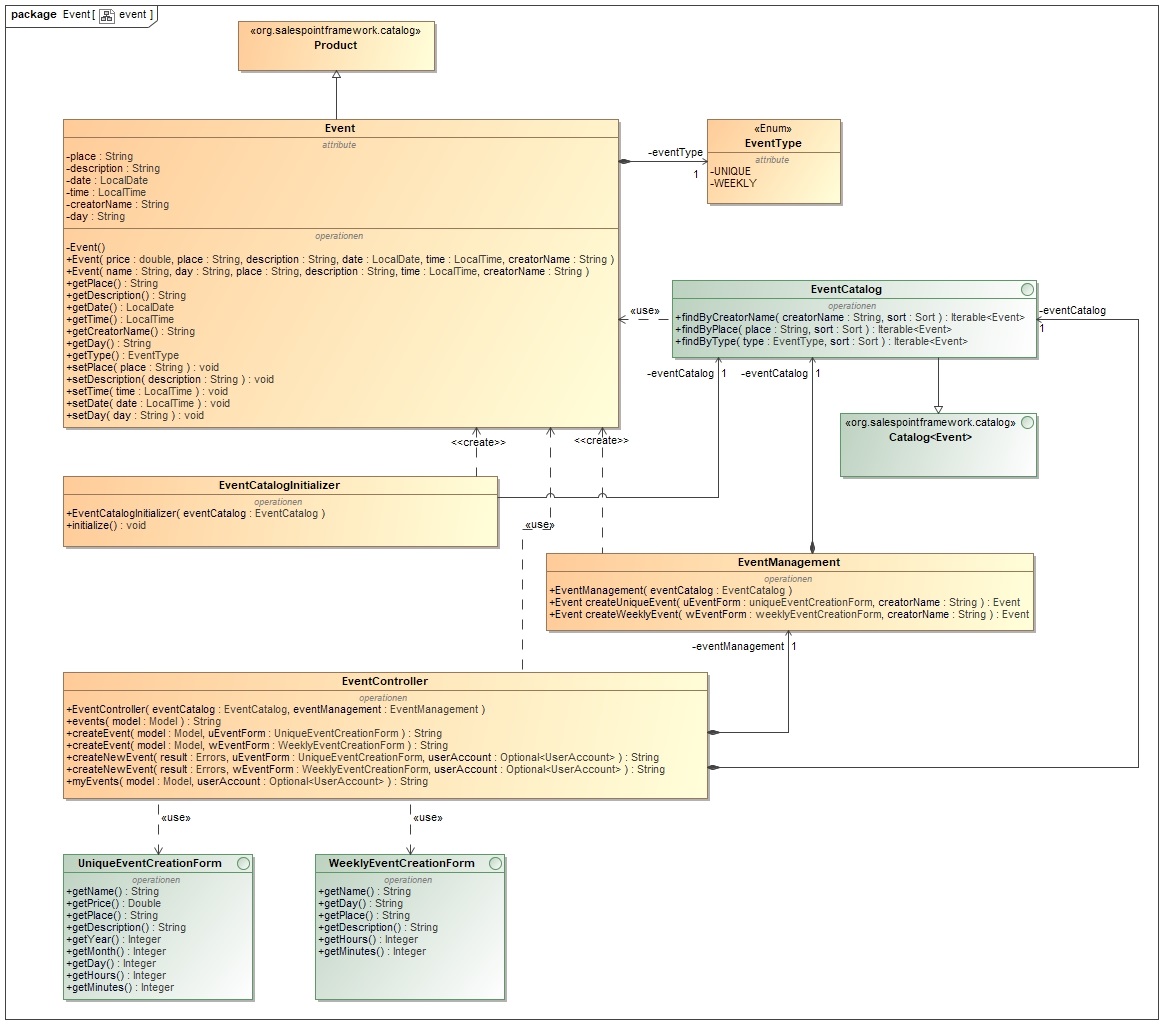 package Event[ event ]
«org.salespointframework.catalog»
Product
Event
attribute
-place : String
-description : String
-date : LocalDate
-time : LocalTime
-creatorName : String
-day : String
operationen
-Event()
+Event( price : double, place : String, description : String, date : LocalDate, time : LocalTime, creatorName : String )
+Event( name : String, day : String, place : String, description : String, time : LocalTime, creatorName : String )
+getPlace() : String
+getDescription() : String
+getDate() : LocalDate
+getTime() : LocalTime
+getCreatorName() : String
+getDay() : String
+getType() : EventType
+setPlace( place : String ) : void
+setDescription( description : String ) : void
+setTime( time : LocalTime ) : void
+setDate( date : LocalTime ) : void
+setDay( day : String ) : void
-eventType
1
«Enum»
EventType
attribute
-UNIQUE
-WEEKLY
«use»
EventCatalog
operationen
+findByCreatorName( creatorName : String, sort : Sort ) : Iterable<Event>
+findByPlace( place : String, sort : Sort ) : Iterable<Event>
+findByType( type : EventType, sort : Sort ) : Iterable<Event>
-eventCatalog
1
-eventCatalog 1
-eventCatalog 1
«org.salespointframework.catalog»
Catalog<Event>
<<create>>
<<create>>
EventCatalogInitializer
operationen
+EventCatalogInitializer( eventCatalog : EventCatalog )
+initialize() : void
«use»
EventManagement
operationen
+EventManagement( eventCatalog : EventCatalog )
+Event createUniqueEvent( uEventForm : uniqueEventCreationForm, creatorName : String ) : Event
+Event createWeeklyEvent( wEventForm : weeklyEventCreationForm, creatorName : String ) : Event
-eventManagement 1
EventController
operationen
+EventController( eventCatalog : EventCatalog, eventManagement : EventManagement )
+events( model : Model ) : String
+createEvent( model : Model, uEventForm : UniqueEventCreationForm ) : String
+createEvent( model : Model, wEventForm : WeeklyEventCreationForm ) : String
+createNewEvent( result : Errors, uEventForm : UniqueEventCreationForm, userAccount : Optional<UserAccount> ) : String
+createNewEvent( result : Errors, wEventForm : WeeklyEventCreationForm, userAccount : Optional<UserAccount> ) : String
+myEvents( model : Model, userAccount : Optional<UserAccount> ) : String
«use»
«use»
UniqueEventCreationForm
operationen
+getName() : String
+getPrice() : Double
+getPlace() : String
+getDescription() : String
+getYear() : Integer
+getMonth() : Integer
+getDay() : Integer
+getHours() : Integer
+getMinutes() : Integer
WeeklyEventCreationForm
operationen
+getName() : String
+getDay() : String
+getPlace() : String
+getDescription() : String
+getHours() : Integer
+getMinutes() : Integer